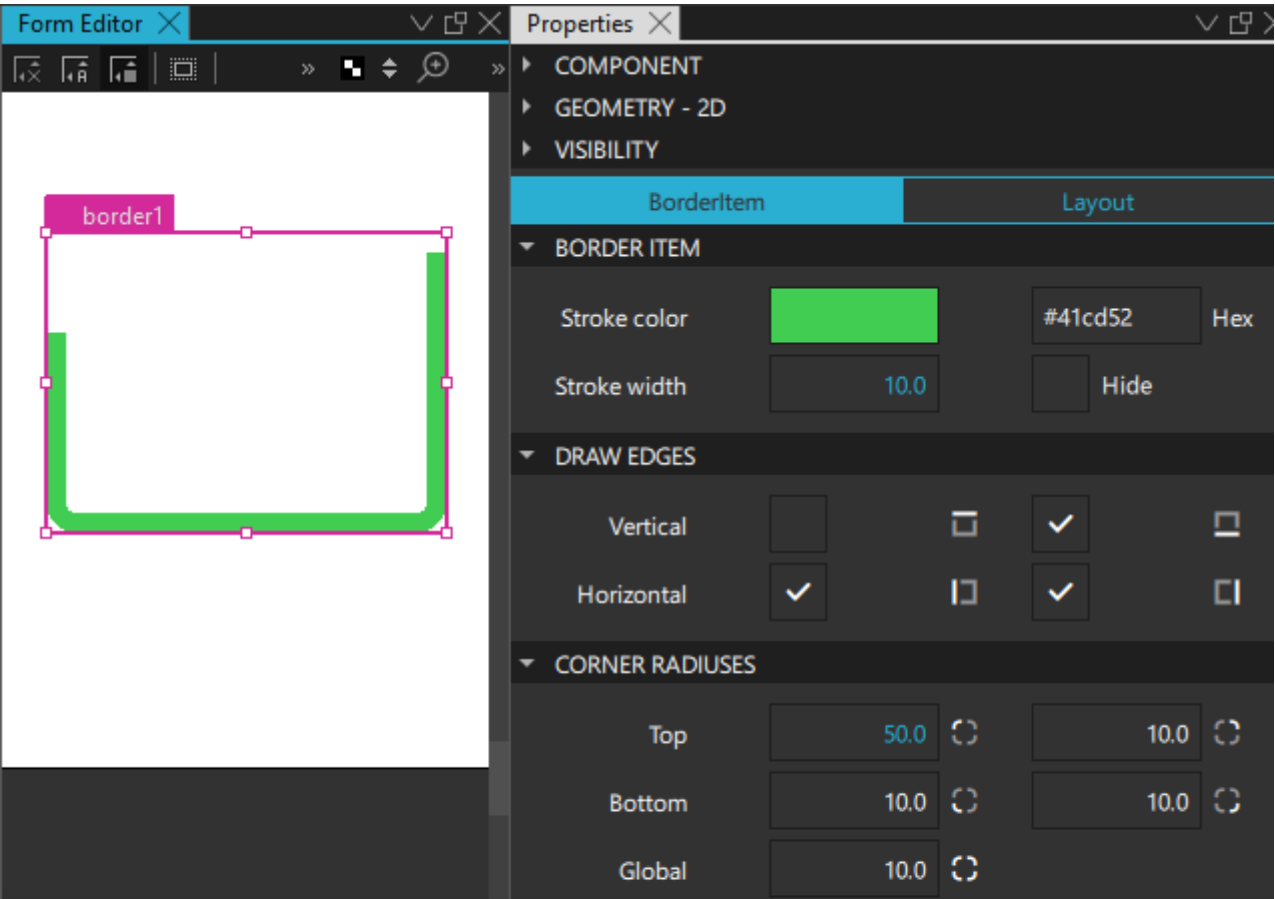 Form Editor
Properties
COMPONENT
GEOMETRY - 2D
VISIBILITY
border1
BorderItem Layout
BORDER ITEM
Stroke color #41cd52 Hex
Stroke width 10.0 Hide
DRAW EDGES
Vertical
Horizontal
CORNER RADIUSES
Top 50.0 10.0
Bottom 10.0 10.0
Global 10.0